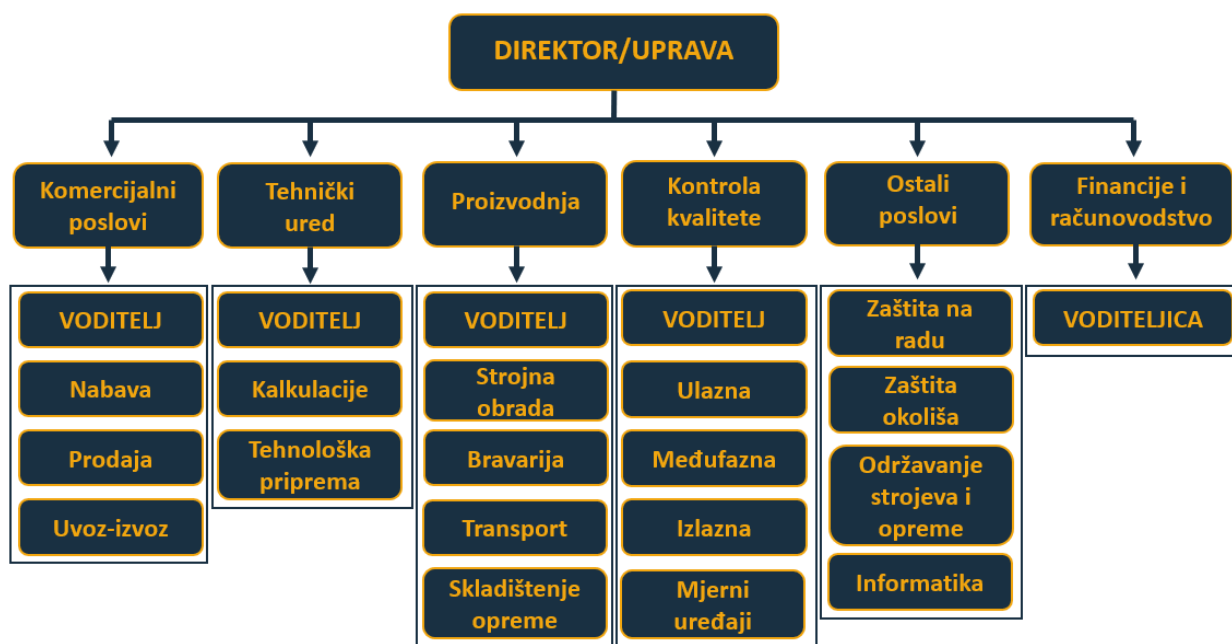 DIREKTOR/UPRAVA
Komercijalni
poslovi
Tehnički
ured
Proizvodnja
Kontrola
kvalitete
Ostali
poslovi
Financije i
računovodstvo
VODITELJ
Nabava
Prodaja
Uvoz-izvoz
VODITELJ
Kalkulacije
Tehnološka
priprema
VODITELJ
Strojna
obrada
Bravarija
Transport
Skladištenje
opreme
VODITELJ
Ulazna
Međufazna
Izlazna
Mjerni
uređaji
Zaštita na
radu
Zaštita
okoliša
Održavanje
strojeva i
opreme
Informatika
VODITELJICA